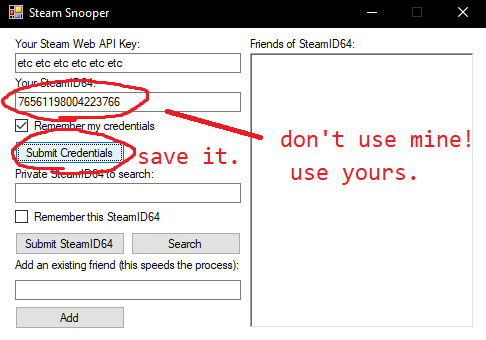 Steam Snooper
Your Steam Web API Key:
etc etc etc etc etc etc
Your SteamID64:
76561198004223766
Remember my credentials
Submit Credentials
save it.
don't use mine!
use yours.
Private SteamID64 to search:
Remember this SteamID64
Submit SteamID64
Search
Add an existing friend (this speeds the process):
Add
Friends of SteamID64: